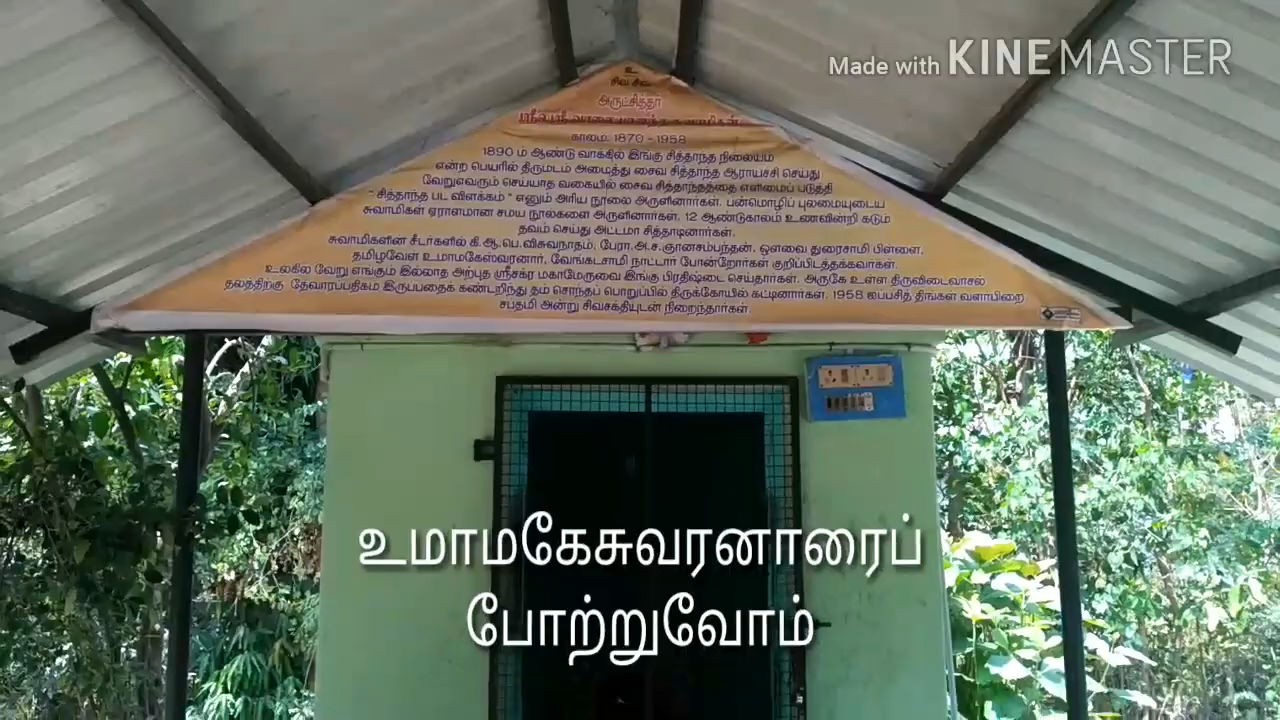 Made with KINEMASTER
உ
சிவ சிவ
அருட்சித்தர்
காலம். 1870 - 1958
1890 ம் ஆண்டு வாக்கில் இங்கு சித்தாந்த நிலையம்
என்ற பெயரில் திருமடம் அமைத்து சைவ சித்தாந்த ஆராய்ச்சி செய்து
வேறுஎவரும் செய்யாத வகையில் சைவ சித்தாந்தத்தை எளிமைப் படுத்தி
" சித்தாந்த பட விளக்கம் " எனும் அரிய நூலை அருளினார்கள். பன்மொழிப் புலமையுடைய
சுவாமிகள் ஏராளமான சமய நூல்களை அருளினார்கள். 12 ஆண்டுகாலம் உணவின்றி கடும்
தவம் செய்து அட்டமா சித்தாடினார்கள்.
சுவாமிகளின் சீடர்களில் கி.ஆ.பெ.விசுவநாதம், பேரா.அ.ச.ஞானசம்பந்தன், ஔவை துரைசாமி பிள்ளை,
தமிழவேள் உமாமகேஸ்வரனார், வேங்கடசாமி நாட்டார் போன்றோர்கள் குறிப்பிடத்தக்கவர்கள்.
உலகில் வேறு எங்கும் இல்லாத அற்புத ஸ்ரீசக்ர மகாமேருவை இங்கு பிரதிஷ்டை செய்தார்கள். அருகே உள்ள திருவிடைவாசல்
தலத்திற்கு தேவாரப்பதிகம் இருப்பதைக் கண்டறிந்து தம் சொந்தப் பொறுப்பில் திருக்கோயில் கட்டினார்கள். 1958 ஐப்பசித் திங்கள் வளர்பிறை
சப்தமி அன்று சிவசக்தியுடன் நிறைந்தார்கள்.
உமாமகேசுவரனாரைப்
போற்றுவோம்